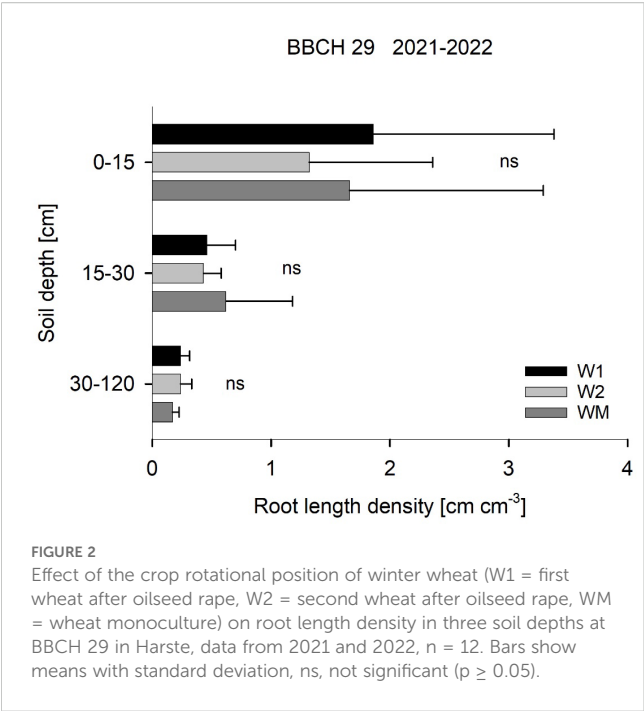 BBCH 29 2021-2022
Soil depth [cm]
0-15
ns
15-30
ns
30-120
ns
W1
W2
WM
0 1 2 3 4
Root length density [cm cm⁻³]
FIGURE 2
Effect of the crop rotational position of winter wheat (W1 = first
wheat after oilseed rape, W2 = second wheat after oilseed rape, WM
= wheat monoculture) on root length density in three soil depths at
BBCH 29 in Harste, data from 2021 and 2022, n = 12. Bars show
means with standard deviation, ns, not significant (p ≥ 0.05).